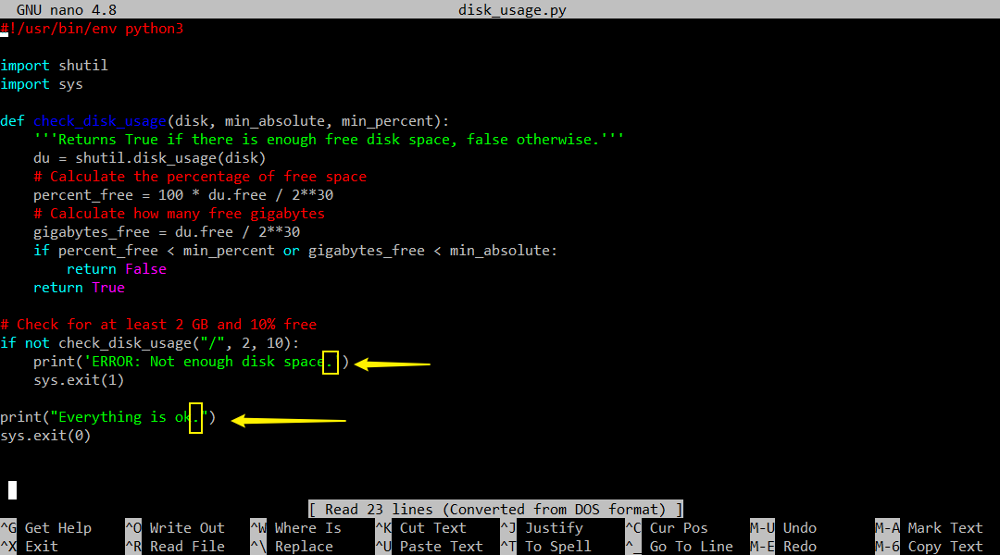 GNU nano 4.8 disk_usage.py
#!/usr/bin/env python3
import shutil
import sys
def check_disk_usage(disk, min_absolute, min_percent):
    '''Returns True if there is enough free disk space, false otherwise.'''
    du = shutil.disk_usage(disk)
    # Calculate the percentage of free space
    percent_free = 100 * du.free / 2**30
    # Calculate how many free gigabytes
    gigabytes_free = du.free / 2**30
    if percent_free < min_percent or gigabytes_free < min_absolute:
        return False
    return True
# Check for at least 2 GB and 10% free
if not check_disk_usage("/", 2, 10):
    print('ERROR: Not enough disk space. )
    sys.exit(1)
print("Everything is ok.")
sys.exit(0)
[ Read 23 lines (Converted from DOS format) ]
^G Get Help ^O Write Out ^W Where Is ^K Cut Text ^J Justify ^C Cur Pos M-U Undo M-A Mark Text
^X Exit ^R Read File ^\ Replace ^U Paste Text ^T To Spell ^_ Go To Line M-E Redo M-6 Copy Text